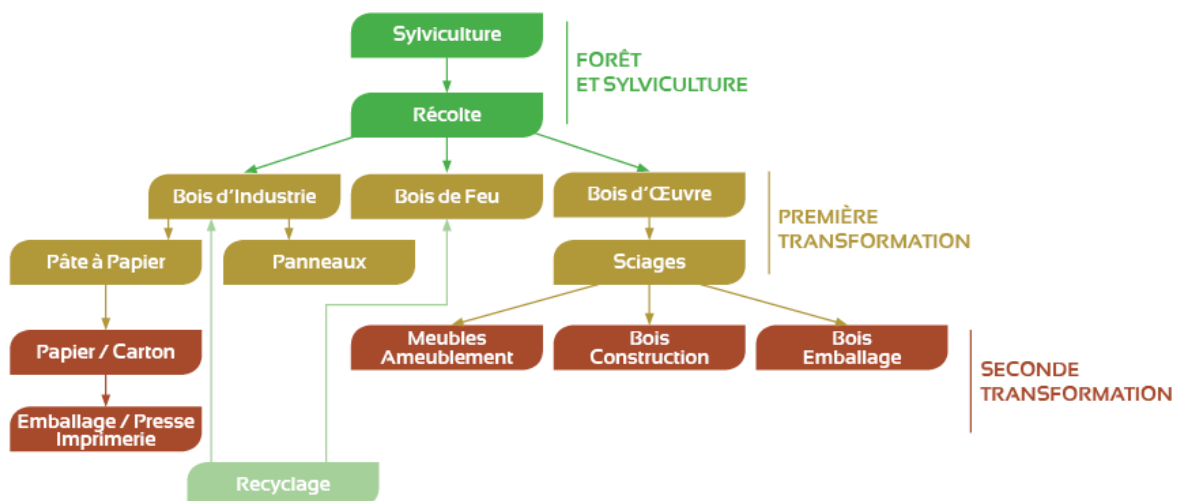 Sylviculture
FORÊT
ET SYLVICULTURE
Récolte
Bois d'Industrie
Bois de Feu
Bois d'Œuvre
PREMIÈRE
TRANSFORMATION
Pâte à Papier
Panneaux
Sciages
Papier / Carton
Meubles
Ameublement
Bois
Construction
Bois
Emballage
SECONDE
TRANSFORMATION
Emballage / Presse
Imprimerie
Recyclage